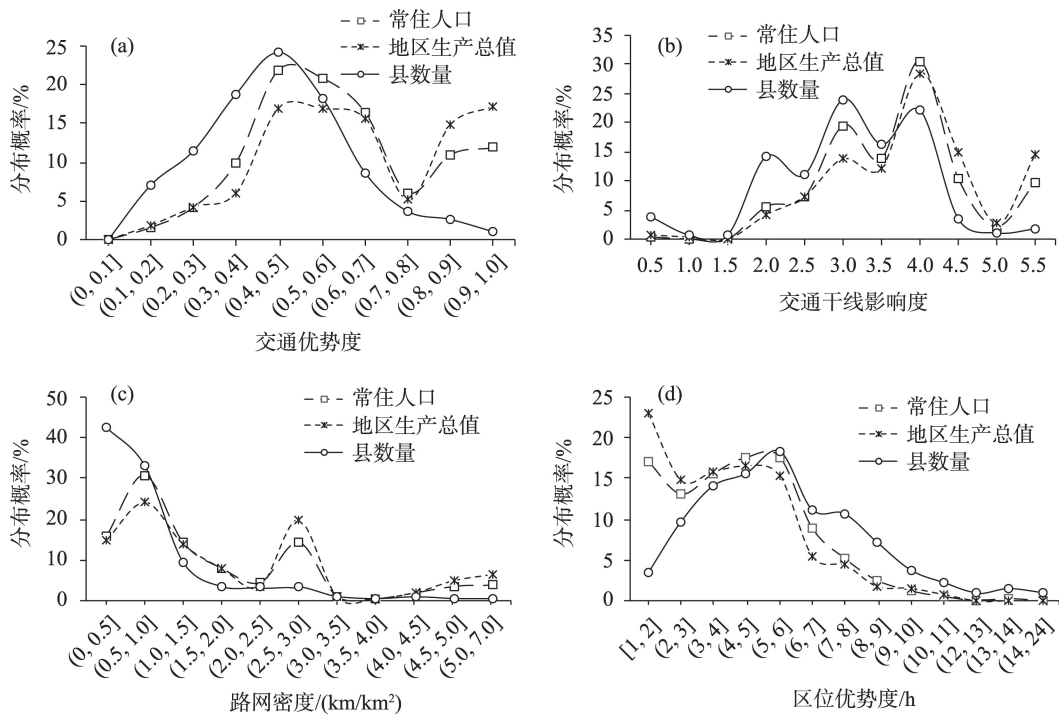 (a)
常住人口
地区生产总值
县数量
25
20
15
10
5
0
分布概率/%
(0, 0.1]
(0.1, 0.2]
(0.2, 0.3]
(0.3, 0.4]
(0.4, 0.5]
(0.5, 0.6]
(0.6, 0.7]
(0.7, 0.8]
(0.8, 0.9]
(0.9, 1.0]
交通优势度
(b)
常住人口
地区生产总值
县数量
35
30
25
20
15
10
5
0
分布概率/%
0.5 1.0 1.5 2.0 2.5 3.0 3.5 4.0 4.5 5.0 5.5
交通干线影响度
(c)
常住人口
地区生产总值
县数量
50
40
30
20
10
0
分布概率/%
(0, 0.5]
(0.5, 1.0]
(1.0, 1.5]
(1.5, 2.0]
(2.0, 2.5]
(2.5, 3.0]
(3.0, 3.5]
(3.5, 4.0]
(4.0, 4.5]
(4.5, 5.0]
(5.0, 7.0]
路网密度/(km/km²)
(d)
常住人口
地区生产总值
县数量
25
20
15
10
5
0
分布概率/%
[1, 2]
(2, 3]
(3, 4]
(4, 5]
(5, 6]
(6, 7]
(7, 8]
(8, 9]
(9, 10]
(10, 11]
(12, 13]
(13, 14]
(14, 24]
区位优势度/h